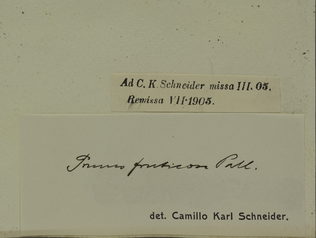 Ad C. K. Schneider missa III. 05.
Remissa VII-1905.
Prunus fruticosa Pall.
det. Camillo Karl Schneider.